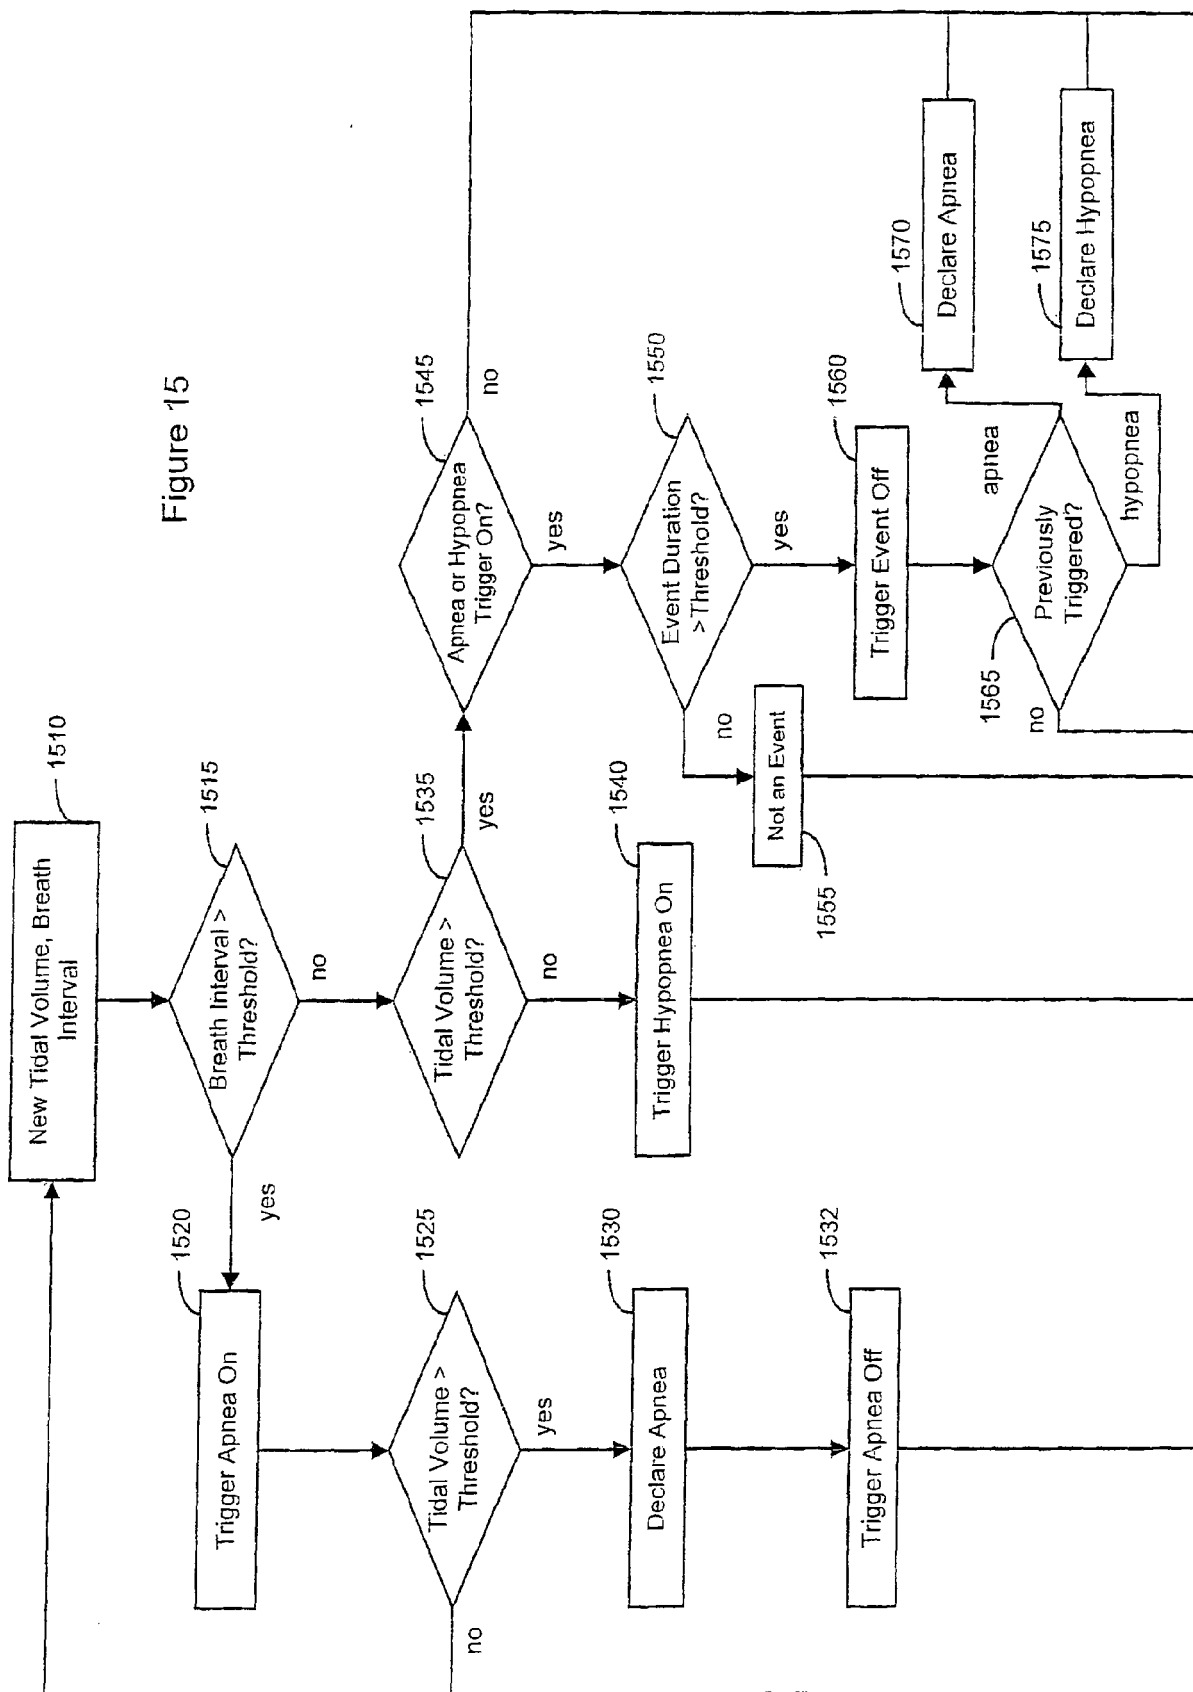 Figure 15
New Tidal Volume, Breath
Interval
1510
Breath Interval >
Threshold?
1515
yes
no
Trigger Apnea On
1520
Tidal Volume >
Threshold?
1525
no
yes
Declare Apnea
1530
Trigger Apnea Off
1532
Tidal Volume >
Threshold?
1535
yes
no
Trigger Hypopnea On
1540
Apnea or Hypopnea
Trigger On?
1545
no
yes
Event Duration
>Threshold?
1550
no
yes
Not an Event
1555
Trigger Event Off
1560
Previously
Triggered?
1565
no
apnea
hypopnea
Declare Apnea
1570
Declare Hypopnea
1575